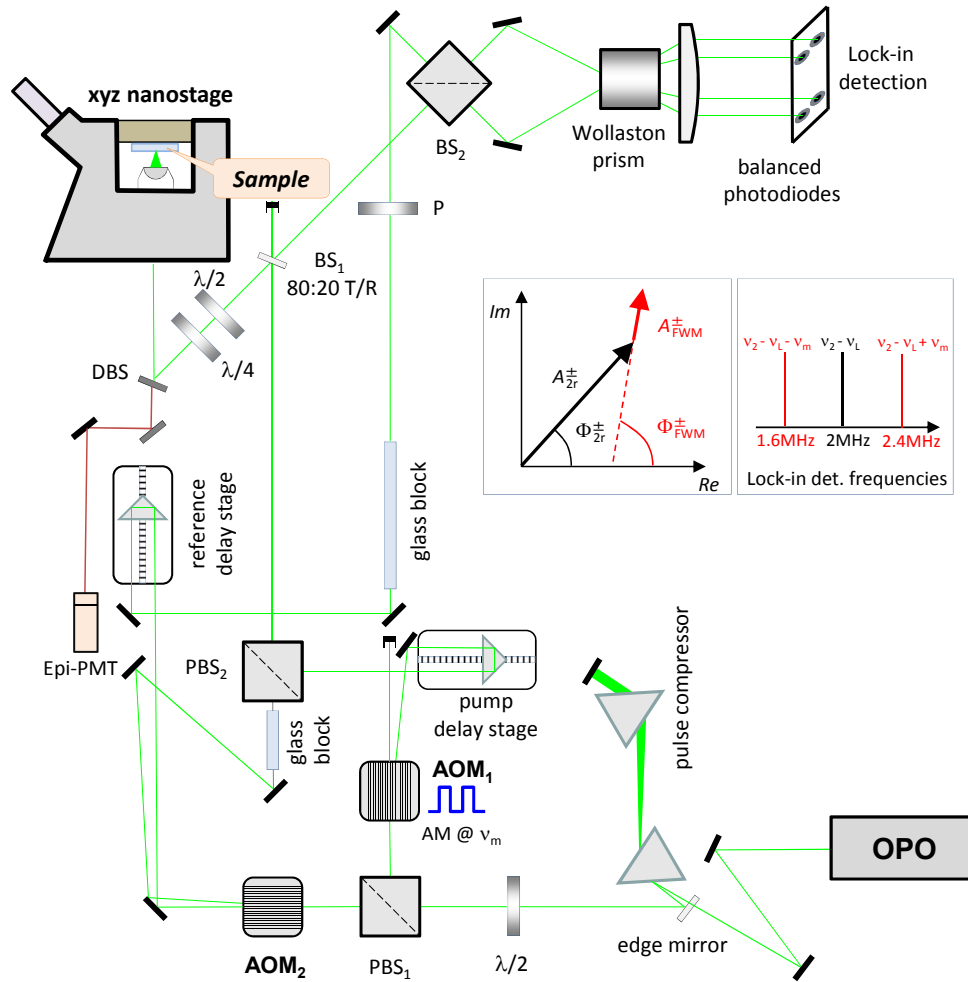 Lock-in
detection
xyz nanostage
BS₂
Wollaston
prism
balanced
photodiodes
Sample
P
BS₁
80:20 T/R
λ/2
λ/4
DBS
Im
A±FWM
A±2r
Φ±2r
Φ±FWM
Re
ν₂ - νL - νm
ν₂ - νL
ν₂ - νL + νm
1.6MHz
2MHz
2.4MHz
Lock-in det. frequencies
reference
delay stage
glass block
Epi-PMT
PBS₂
pump
delay stage
pulse compressor
glass
block
AOM₁
AM @ νm
OPO
edge mirror
AOM₂
PBS₁
λ/2